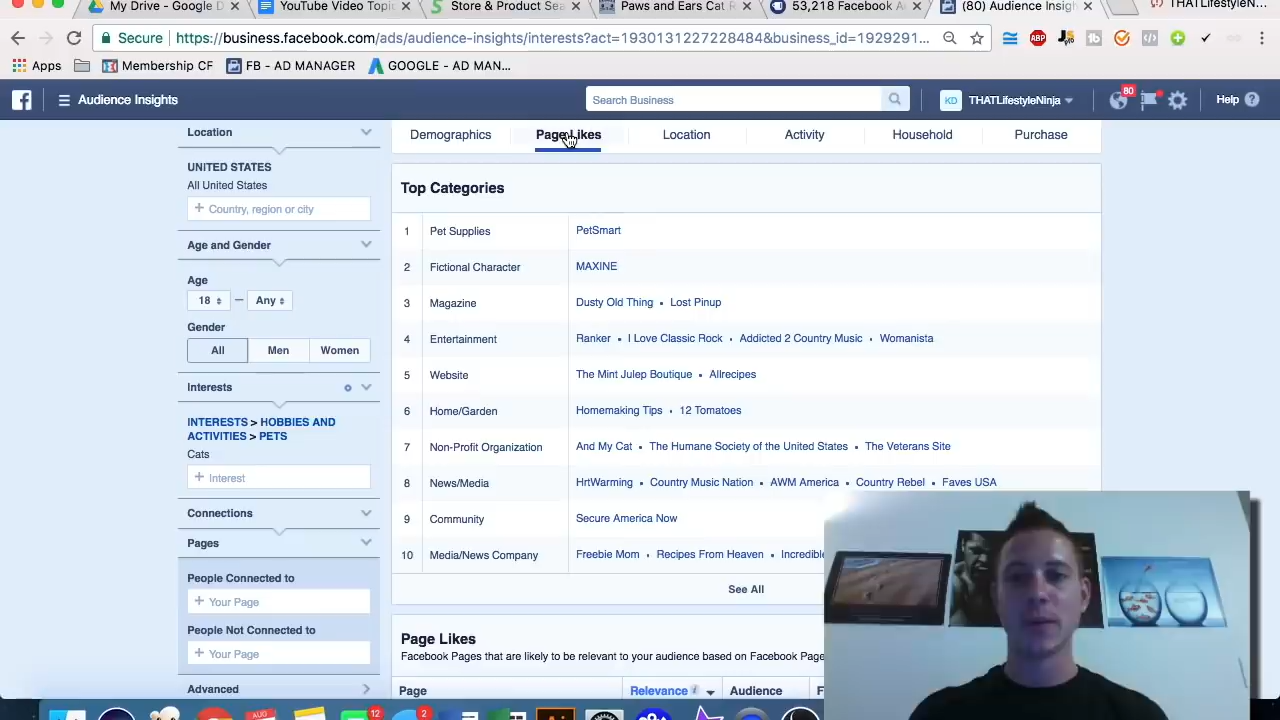 My Drive - Google D
YouTube Video Topi
Store & Product Sea
Paws and Ears Cat R
53,218 Facebook A
(80) Audience Insigh
THATLifestyleN
Secure
https://business.facebook.com/ads/audience-insights/interests?act=1930131227228484&business_id=1929291...
Apps
Membership CF
FB - AD MANAGER
GOOGLE - AD MAN...
Audience Insights
Search Business
KD
THATLifestyleNinja
80
Help
Location
UNITED STATES
All United States
+ Country, region or city
Age and Gender
Age
18 — Any
Gender
All Men Women
Interests
INTERESTS > HOBBIES AND
ACTIVITIES > PETS
Cats
+ Interest
Connections
Pages
People Connected to
+ Your Page
People Not Connected to
+ Your Page
Advanced
Demographics Page Likes Location Activity Household Purchase
Top Categories
1 Pet Supplies PetSmart
2 Fictional Character MAXINE
3 Magazine Dusty Old Thing • Lost Pinup
4 Entertainment Ranker • I Love Classic Rock • Addicted 2 Country Music • Womanista
5 Website The Mint Julep Boutique • Allrecipes
6 Home/Garden Homemaking Tips • 12 Tomatoes
7 Non-Profit Organization And My Cat • The Humane Society of the United States • The Veterans Site
8 News/Media HrtWarming • Country Music Nation • AWM America • Country Rebel • Faves USA
9 Community Secure America Now
10 Media/News Company Freebie Mom • Recipes From Heaven • Incredible
See All
Page Likes
Facebook Pages that are likely to be relevant to your audience based on Facebook Page
Page Relevance Audience F
AUG
12
2